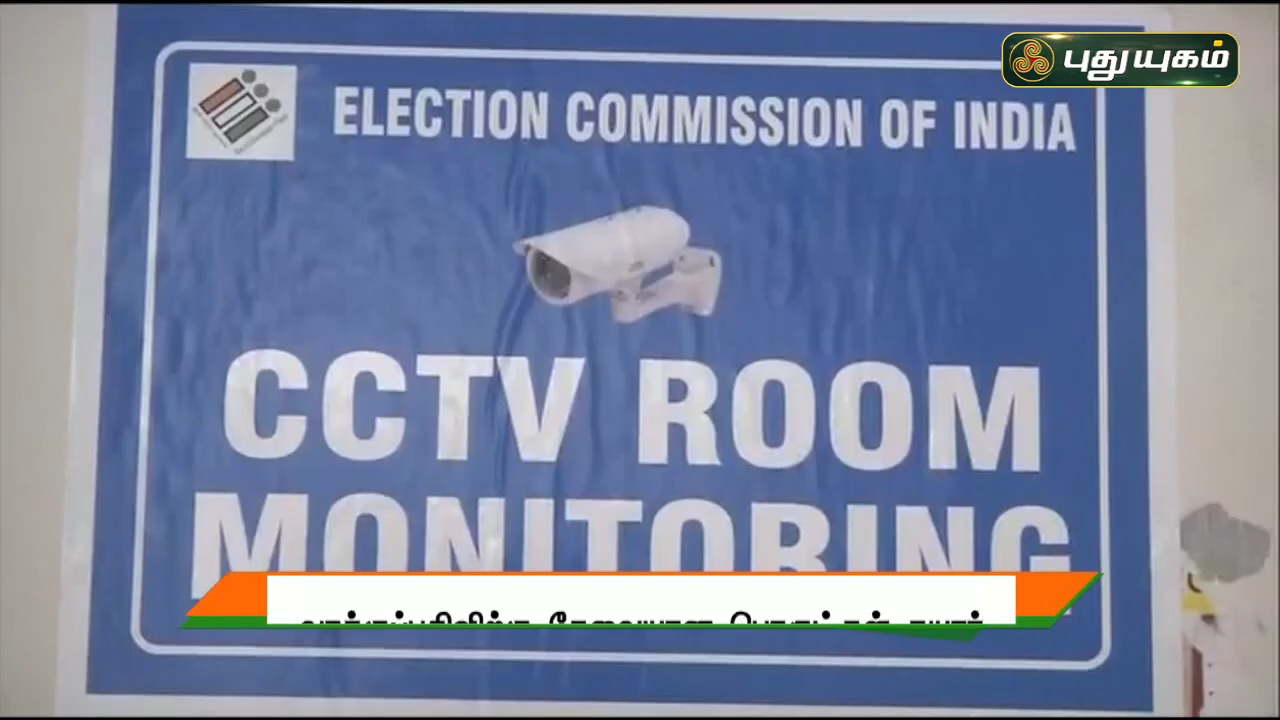 புதுயுகம்
ELECTION COMMISSION OF INDIA
CCTV ROOM
MONITORING